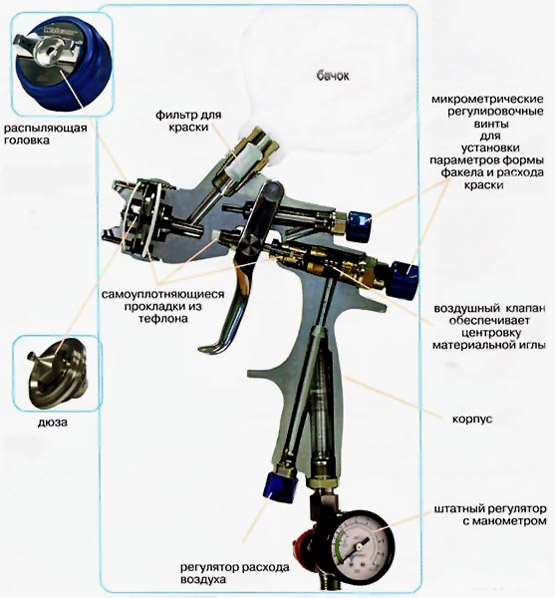 бачок
фильтр для
краски
распыляющая
головка
микрометрические
регулировочные
винты
для
установки
параметров формы
факела и расхода
краски
самоуплотняющиеся
прокладки из
тефлона
воздушный клапан
обеспечивает
центровку
материальной иглы
дюза
корпус
штатный регулятор
с манометром
регулятор расхода
воздуха